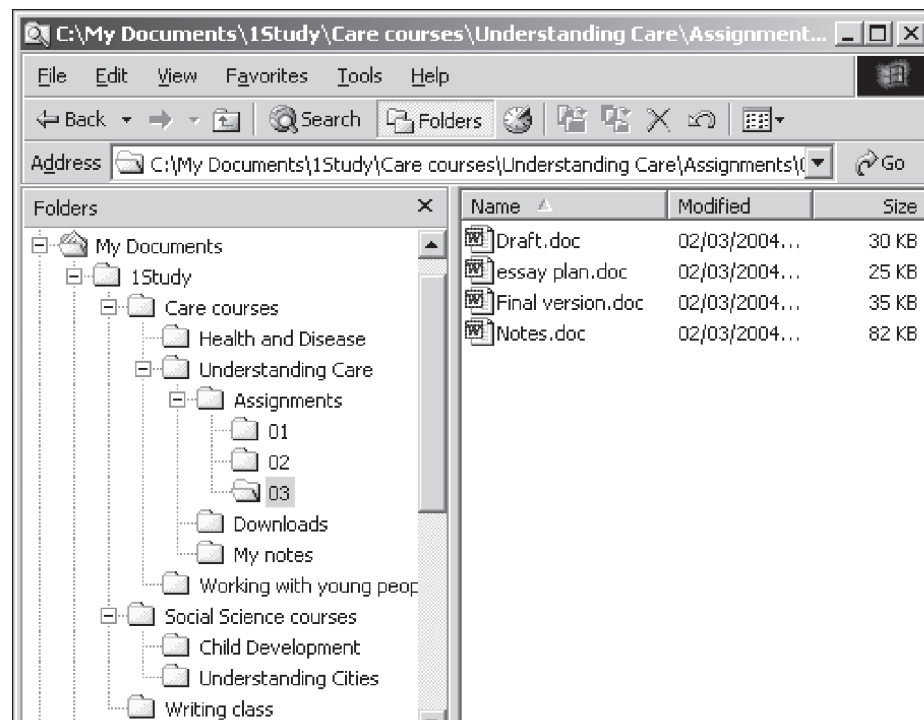 C:\My Documents\1Study\Care courses\Understanding Care\Assignment...
File Edit View Favorites Tools Help
Back Search Folders
Address C:\My Documents\1Study\Care courses\Understanding Care\Assignments\ Go
Folders
My Documents
1Study
Care courses
Health and Disease
Understanding Care
Assignments
01
02
03
Downloads
My notes
Working with young peop
Social Science courses
Child Development
Understanding Cities
Writing class
Name Modified Size
Draft.doc 02/03/2004... 30 KB
essay plan.doc 02/03/2004... 25 KB
Final version.doc 02/03/2004... 35 KB
Notes.doc 02/03/2004... 82 KB